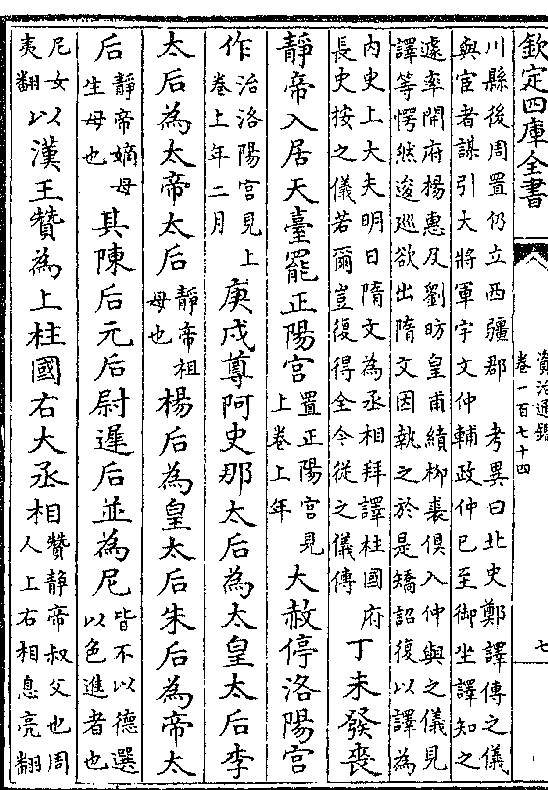 欽定四庫全書
資治通鑑
卷一百七十四
七
川縣後周置仍立西疆郡 考異曰北史鄭譯傳之儀
與宦者謀引大將軍宇文仲輔政仲已至御坐譯知之
遽率開府楊惠及劉昉皇甫績柳裘俱入仲與之儀見
譯等愕然逡巡欲出隋文因執之於是矯詔復以譯為
内史上大夫明日隋文為丞相拜譯柱國府
長史按之儀若爾豈復得全今從之儀傳
丁未發喪
靜帝入居天臺罷正陽宮置正陽宮見上卷上年大赦停洛陽宮
作治洛陽宮見上卷上年二月庚戌尊阿史那太后為太皇太后李
太后為太帝太后靜帝祖母也楊后為皇太后朱后為帝太
后靜帝嫡母生母也其陳后元后尉遲后並為尼皆不以德選以色進者也
尼女以夷翻以漢王贊為上柱國右大丞相贊靜帝叔父也周人上右相息亮翻